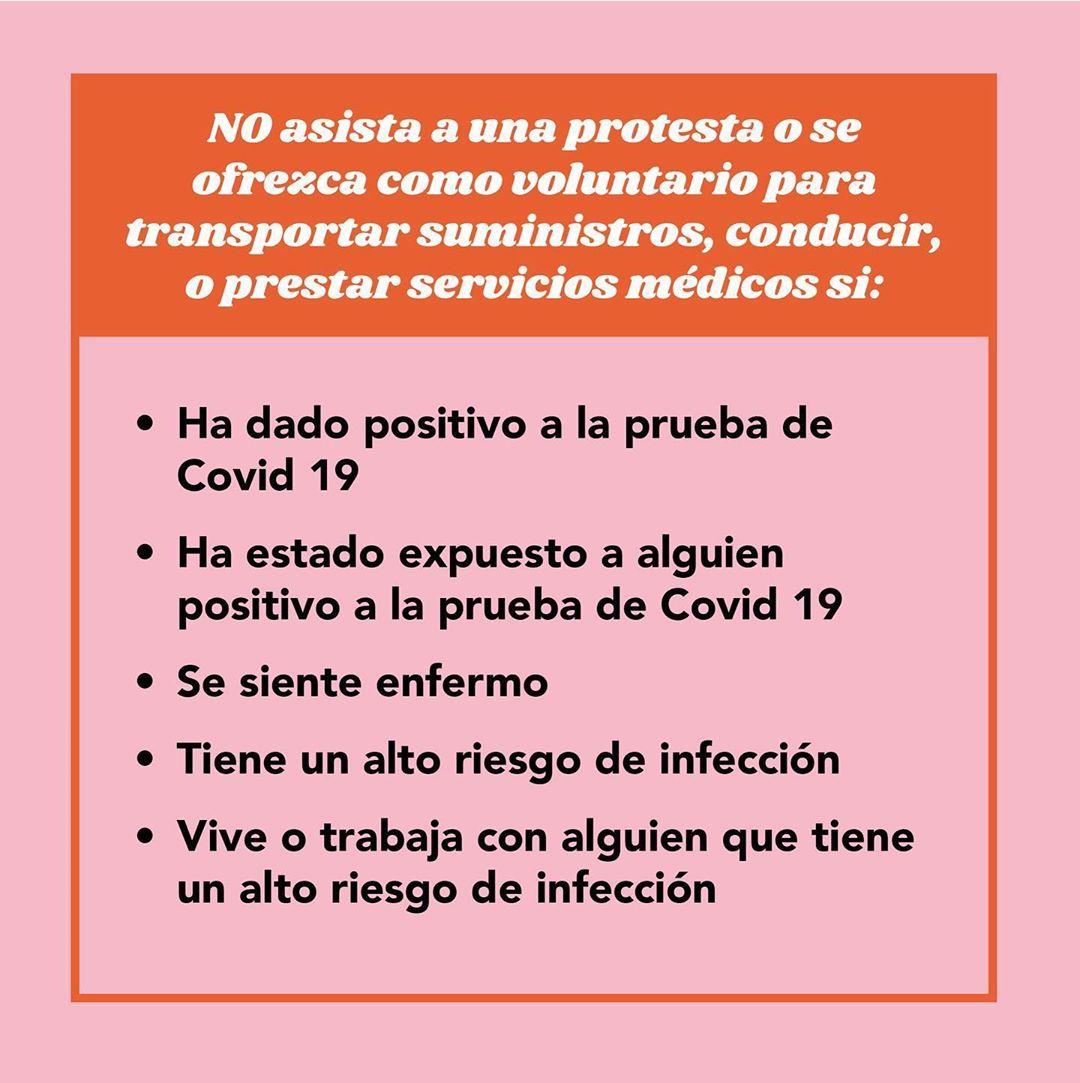 NO asista a una protesta o se
ofrezca como voluntario para
transportar suministros, conducir,
o prestar servicios médicos si:
• Ha dado positivo a la prueba de
Covid 19
• Ha estado expuesto a alguien
positivo a la prueba de Covid 19
• Se siente enfermo
• Tiene un alto riesgo de infección
• Vive o trabaja con alguien que tiene
un alto riesgo de infección